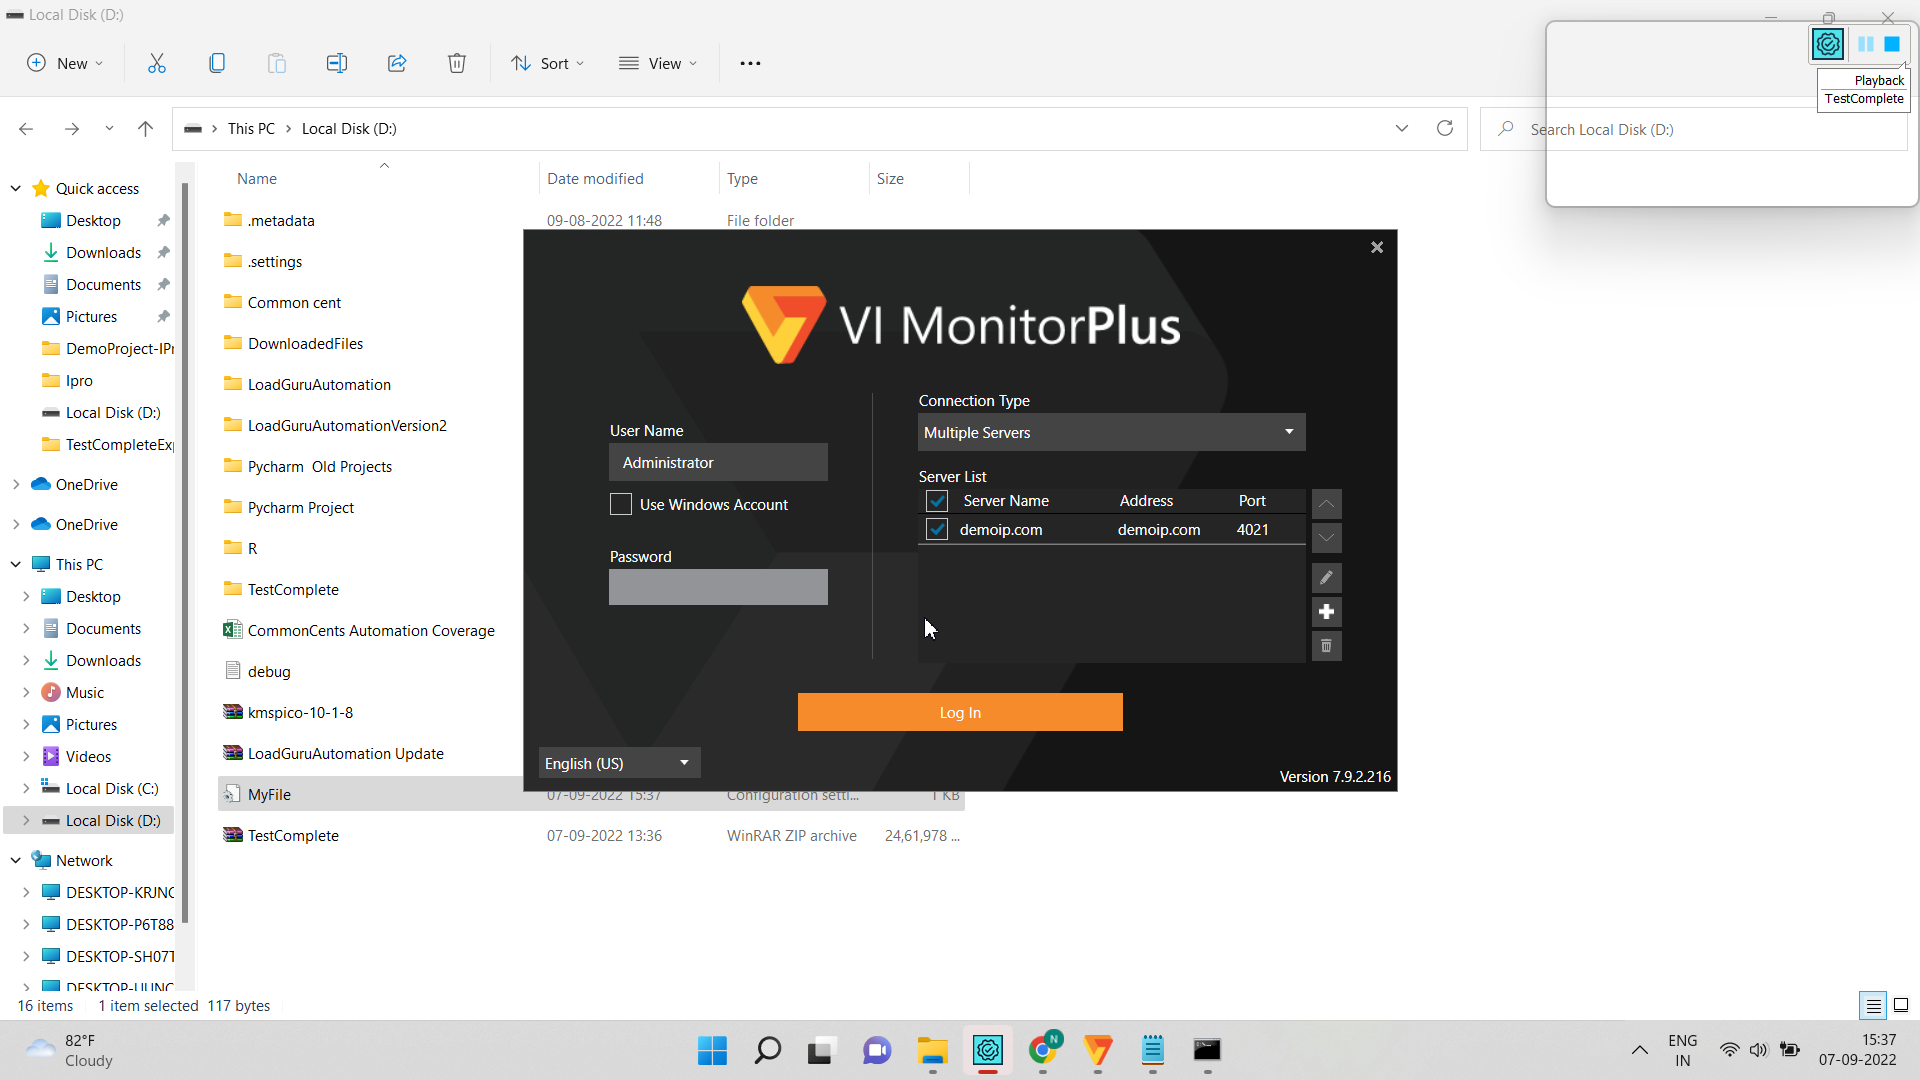 Local Disk (D:)
New
Sort
View
Playback
TestComplete
This PC
Local Disk (D:)
Search Local Disk (D:)
Name
Date modified
Type
Size
Quick access
Desktop
Downloads
Documents
Pictures
DemoProject-IPr
Ipro
Local Disk (D:)
TestCompleteExp
OneDrive
OneDrive
This PC
Desktop
Documents
Downloads
Music
Pictures
Videos
Local Disk (C:)
Local Disk (D:)
Network
DESKTOP-KRJNC
DESKTOP-P6T88
DESKTOP-SH07T
DESKTOP-UUNC
.metadata 09-08-2022 11:48 File folder
.settings
Common cent
DownloadedFiles
LoadGuruAutomation
LoadGuruAutomationVersion2
Pycharm Old Projects
Pycharm Project
R
TestComplete
CommonCents Automation Coverage
debug
kmspico-10-1-8
LoadGuruAutomation Update
MyFile 07-09-2022 15:37 Configuration setti... 1 KB
TestComplete 07-09-2022 13:36 WinRAR ZIP archive 24,61,978 ...
VI MonitorPlus
User Name
Administrator
Use Windows Account
Password
Connection Type
Multiple Servers
Server List
Server Name Address Port
demoip.com demoip.com 4021
Log In
English (US)
Version 7.9.2.216
16 items 1 item selected 117 bytes
82°F
Cloudy
N
ENG
IN
15:37
07-09-2022